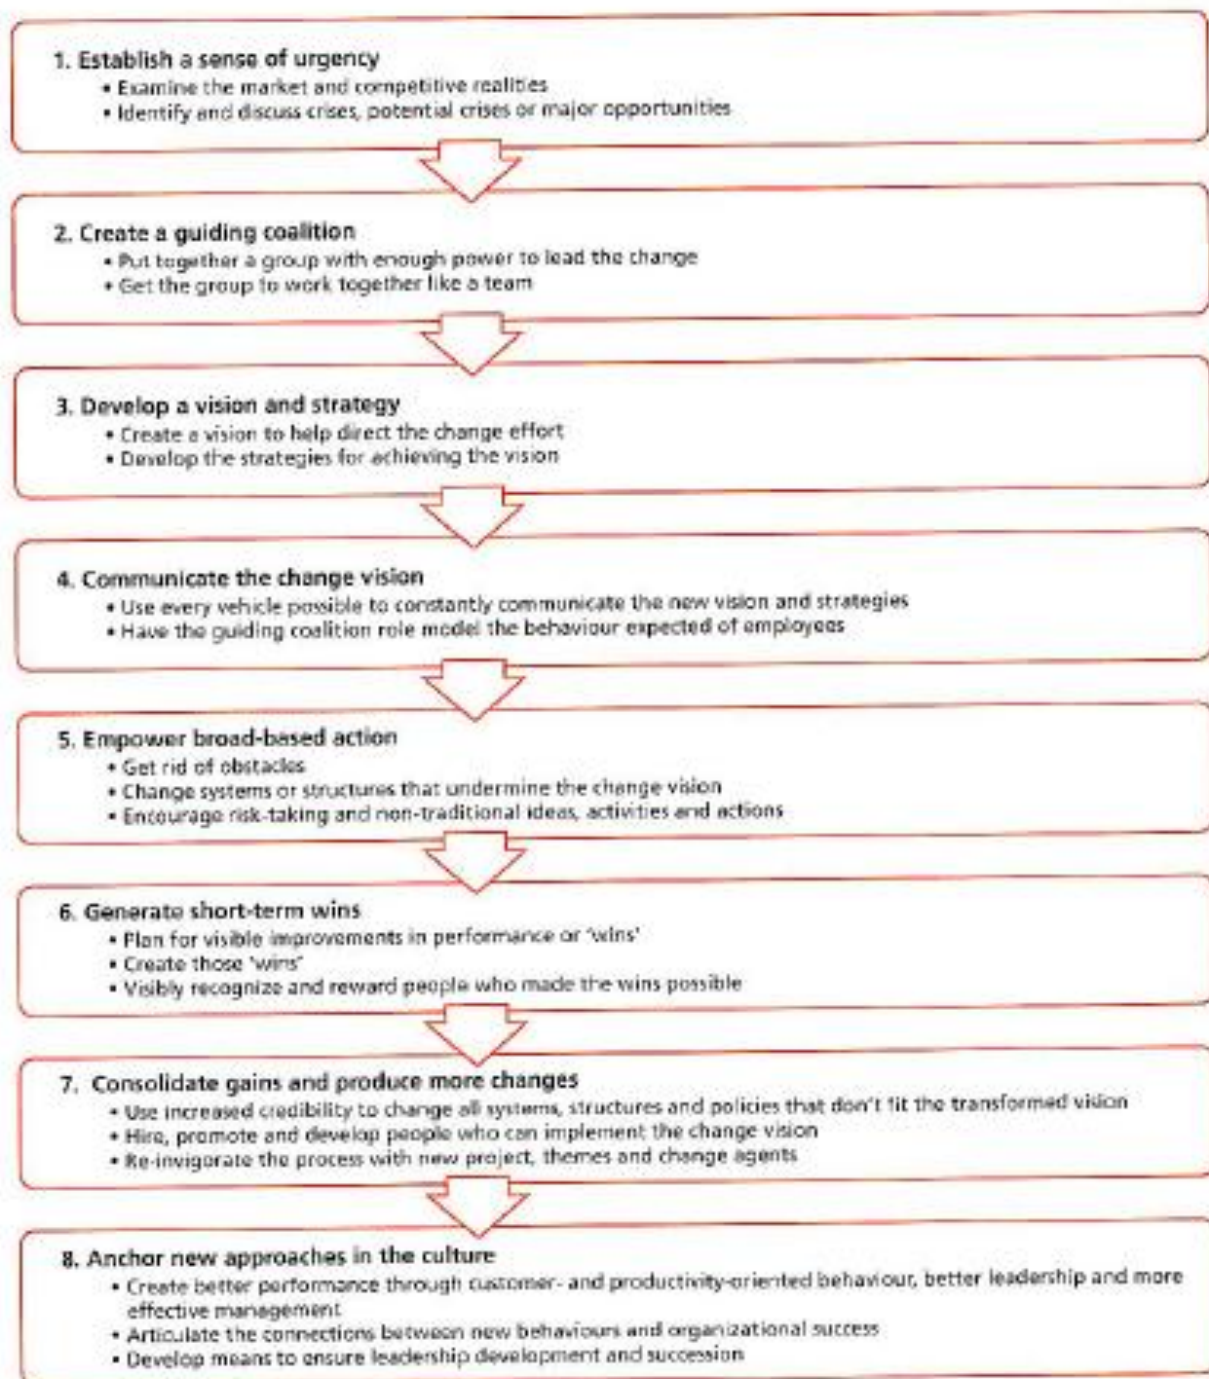 1. Establish a sense of urgency
• Examine the market and competitive realities
• Identify and discuss crises, potential crises or major opportunities
2. Create a guiding coalition
• Put together a group with enough power to lead the change
• Get the group to work together like a team
3. Develop a vision and strategy
• Create a vision to help direct the change effort
• Develop the strategies for achieving the vision
4. Communicate the change vision
• Use every vehicle possible to constantly communicate the new vision and strategies
• Have the guiding coalition role model the behaviour expected of employees
5. Empower broad-based action
• Get rid of obstacles
• Change systems or structures that undermine the change vision
• Encourage risk-taking and non-traditional ideas, activities and actions
6. Generate short-term wins
• Plan for visible improvements in performance or 'wins'
• Create those 'wins'
• Visibly recognize and reward people who made the wins possible
7. Consolidate gains and produce more changes
• Use increased credibility to change all systems, structures and policies that don't fit the transformed vision
• Hire, promote and develop people who can implement the change vision
• Re-invigorate the process with new project, themes and change agents
8. Anchor new approaches in the culture
• Create better performance through customer- and productivity-oriented behaviour, better leadership and more
effective management
• Articulate the connections between new behaviours and organizational success
• Develop means to ensure leadership development and succession